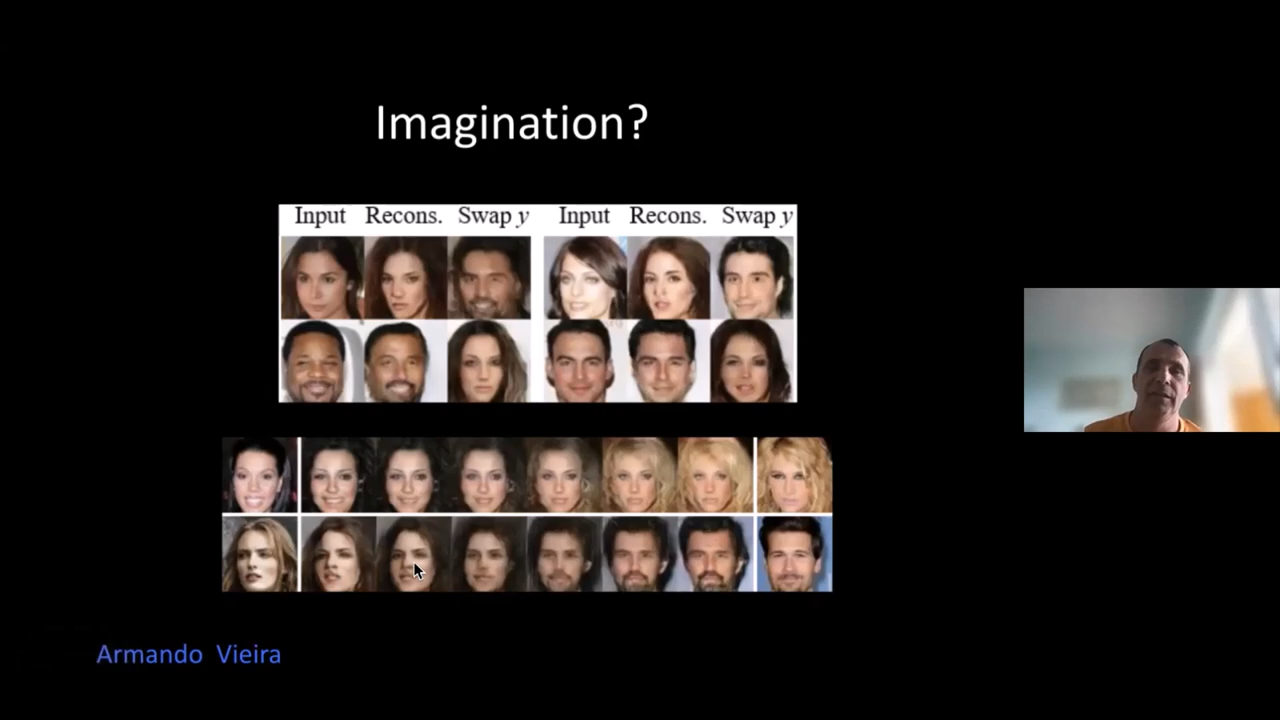 Imagination?
Input Recons. Swap y Input Recons. Swap y
Armando Vieira